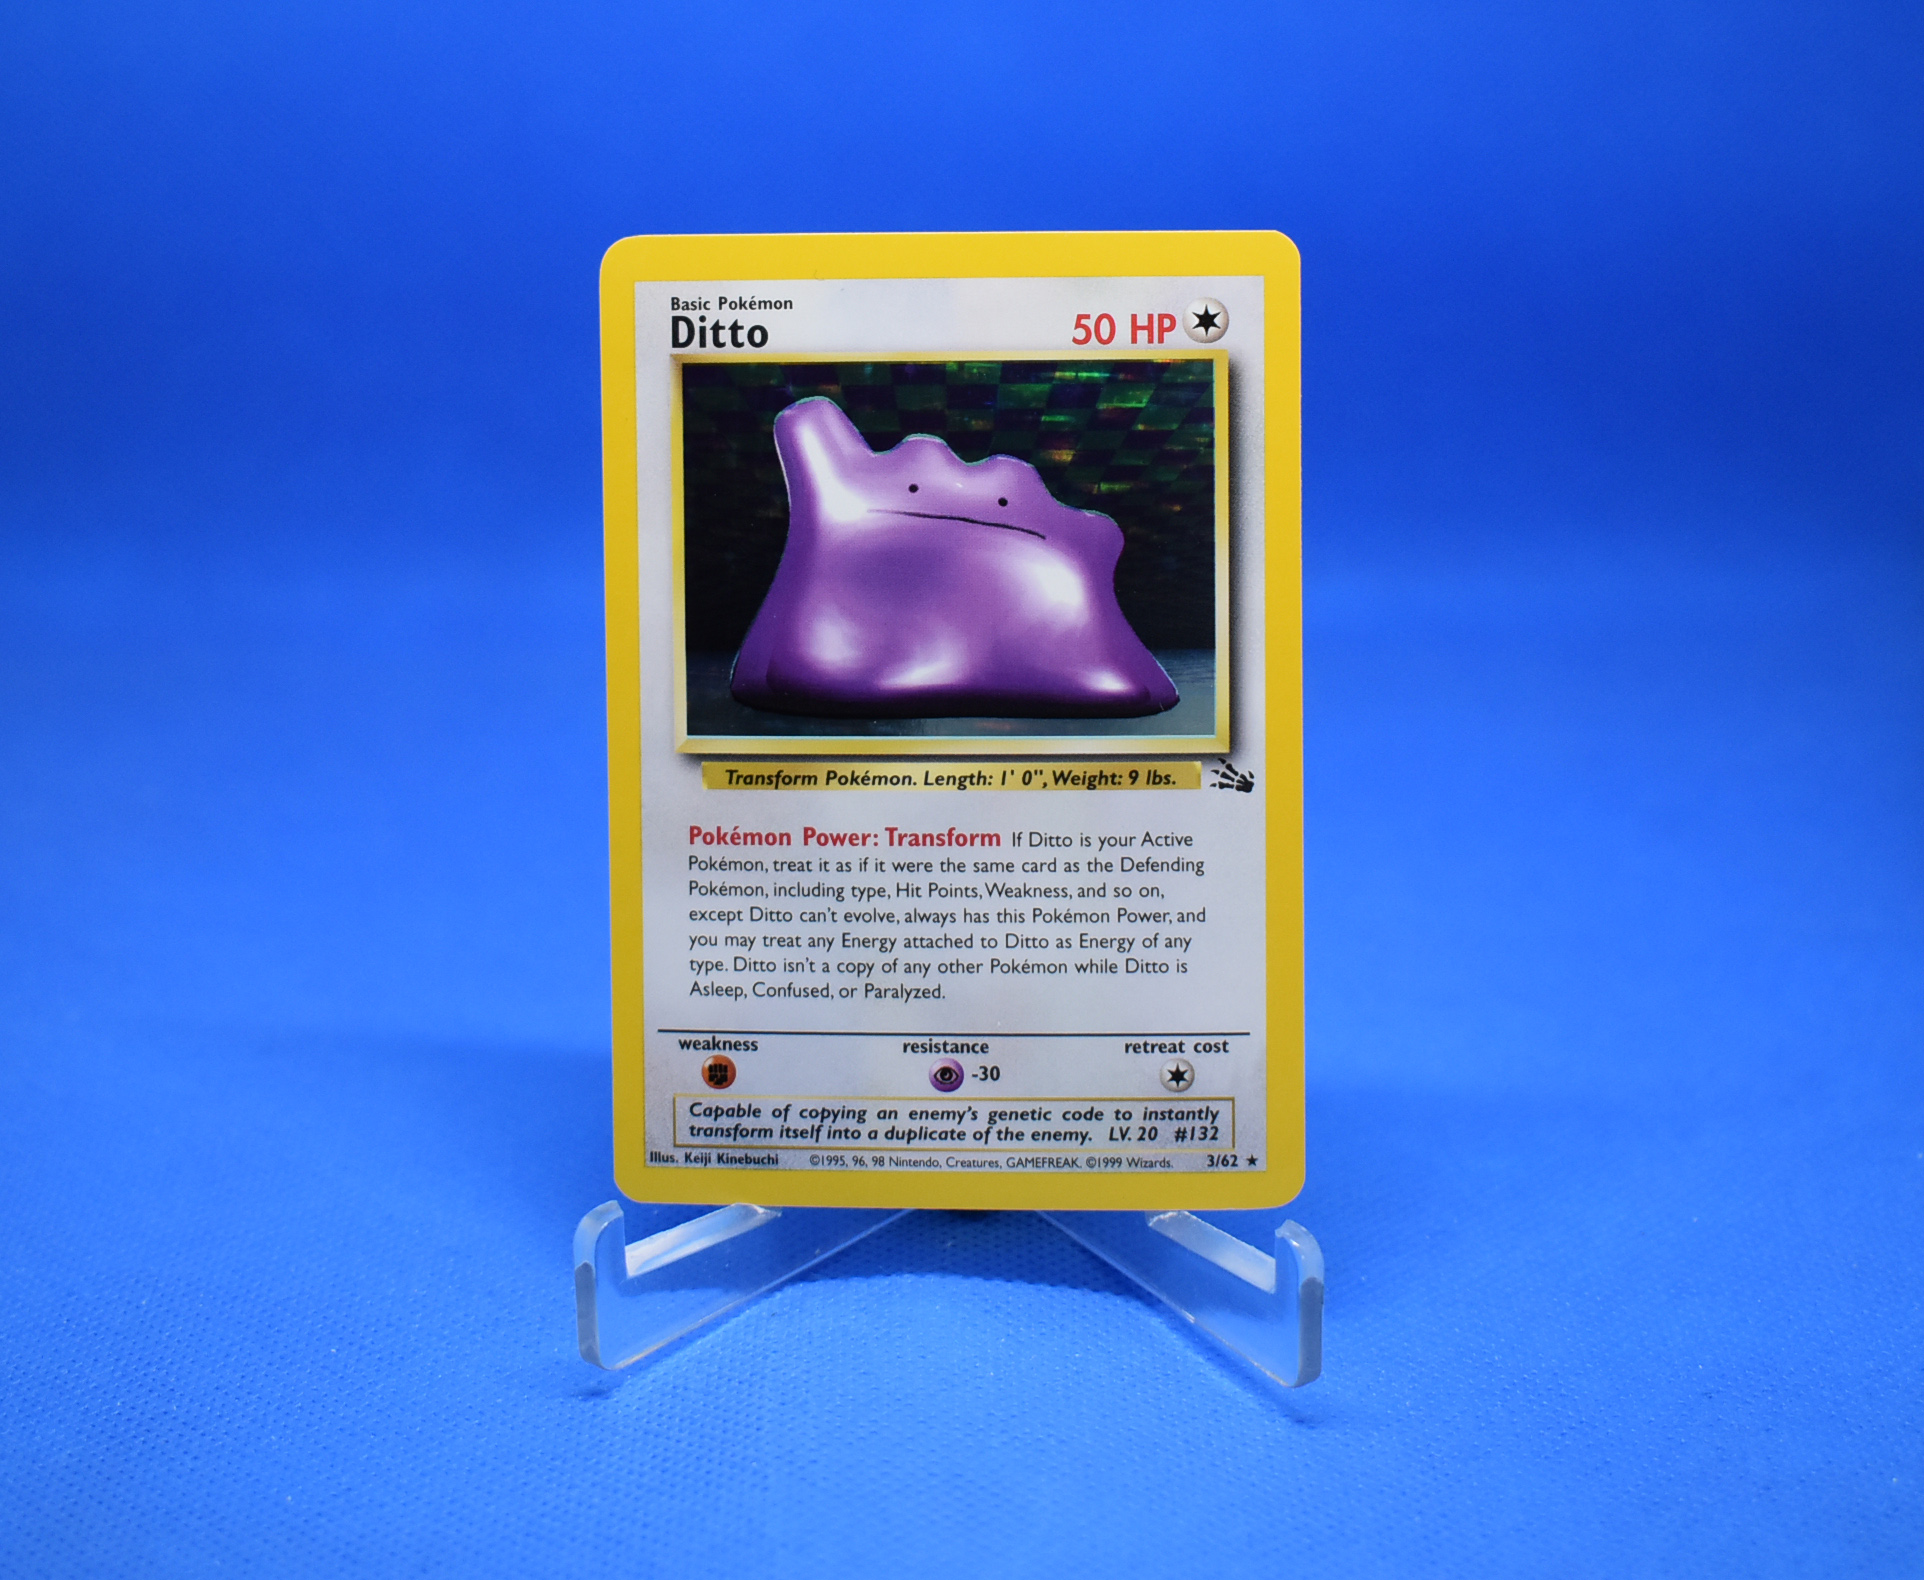 Basic Pokémon
Ditto
50 HP
Transform Pokémon. Length: 1' 0", Weight: 9 lbs.
Pokémon Power: Transform If Ditto is your Active
Pokémon, treat it as if it were the same card as the Defending
Pokémon, including type, Hit Points, Weakness, and so on,
except Ditto can't evolve, always has this Pokémon Power, and
you may treat any Energy attached to Ditto as Energy of any
type. Ditto isn't a copy of any other Pokémon while Ditto is
Asleep, Confused, or Paralyzed.
weakness resistance retreat cost
-30
Capable of copying an enemy's genetic code to instantly
transform itself into a duplicate of the enemy. LV. 20 #132
Illus. Keiji Kinebuchi ©1995, 96, 98 Nintendo, Creatures, GAMEFREAK. ©1999 Wizards. 3/62 ★